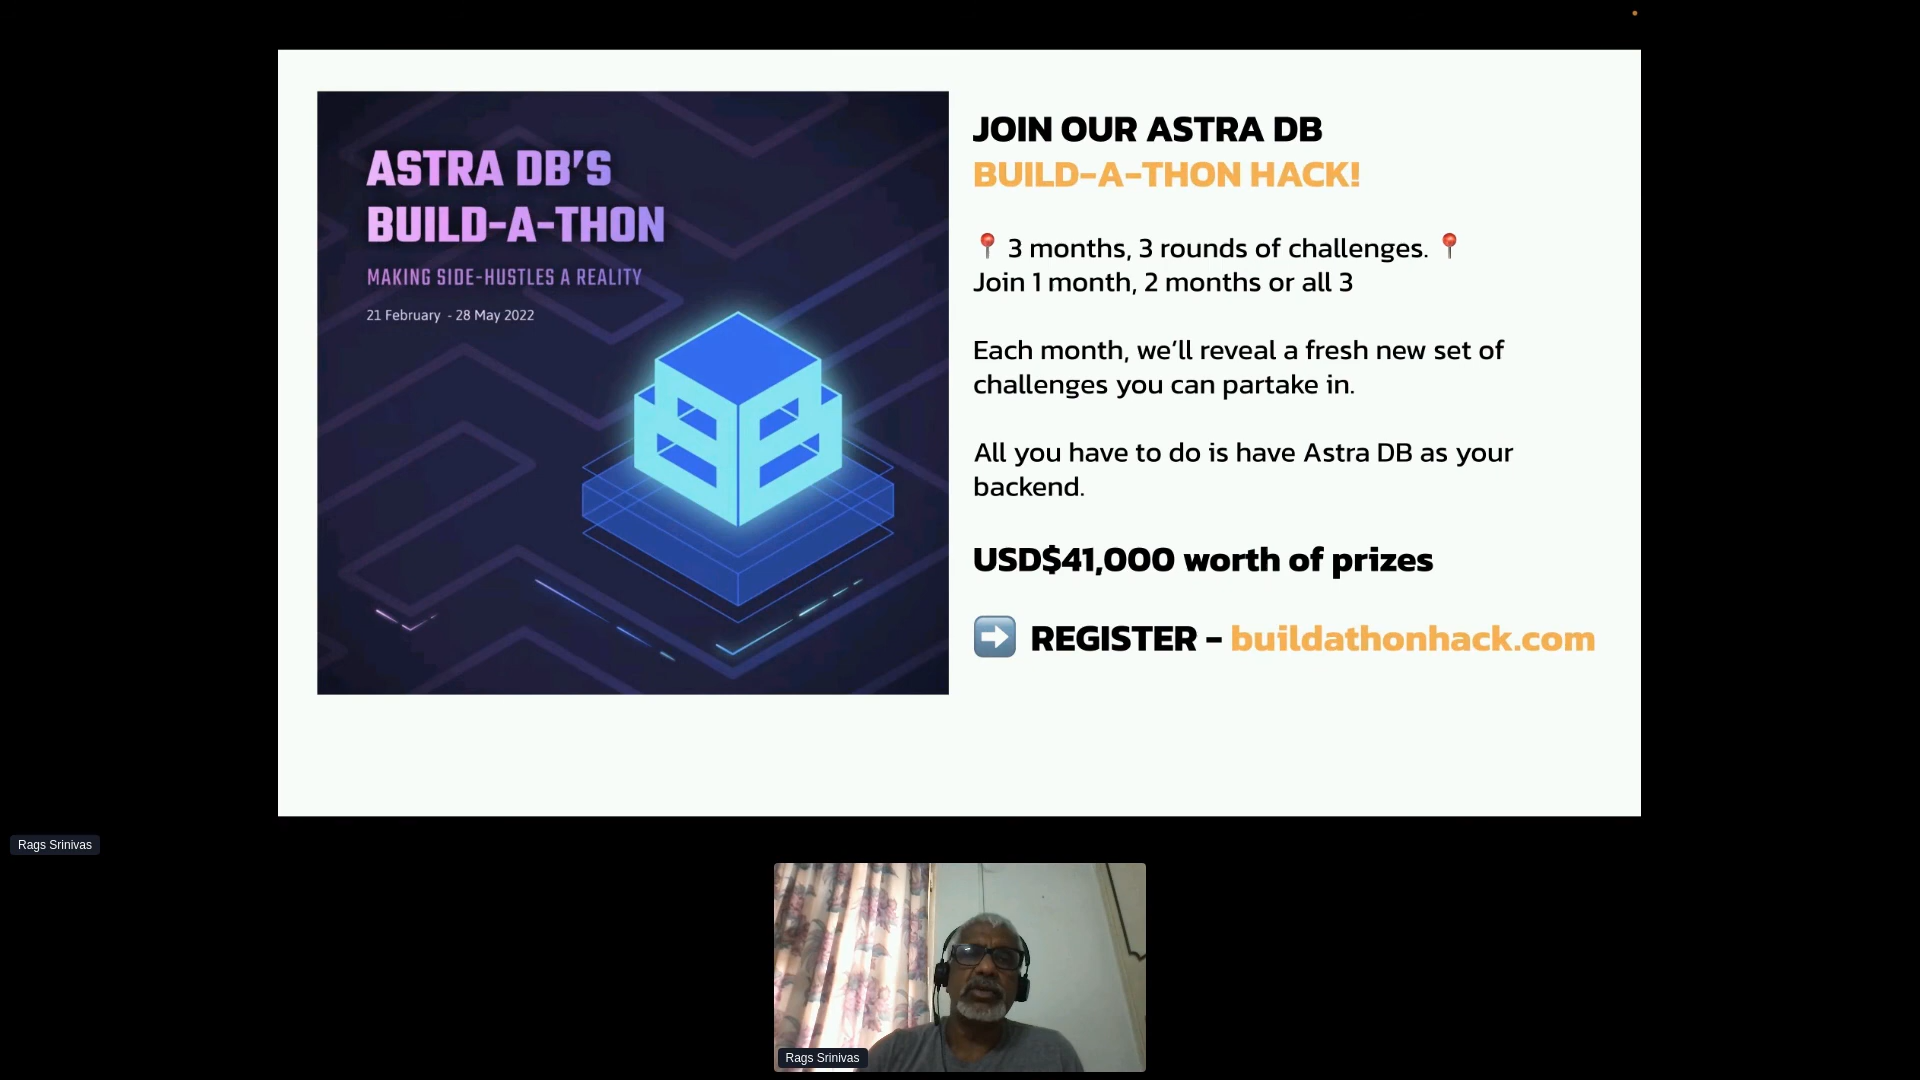 ASTRA DB’S
BUILD-A-THON
MAKING SIDE-HUSTLES A REALITY
21 February - 28 May 2022
JOIN OUR ASTRA DB
BUILD-A-THON HACK!
📍 3 months, 3 rounds of challenges. 📍
Join 1 month, 2 months or all 3
Each month, we’ll reveal a fresh new set of
challenges you can partake in.
All you have to do is have Astra DB as your
backend.
USD$41,000 worth of prizes
➡️ REGISTER - buildathonhack.com
Rags Srinivas
Rags Srinivas